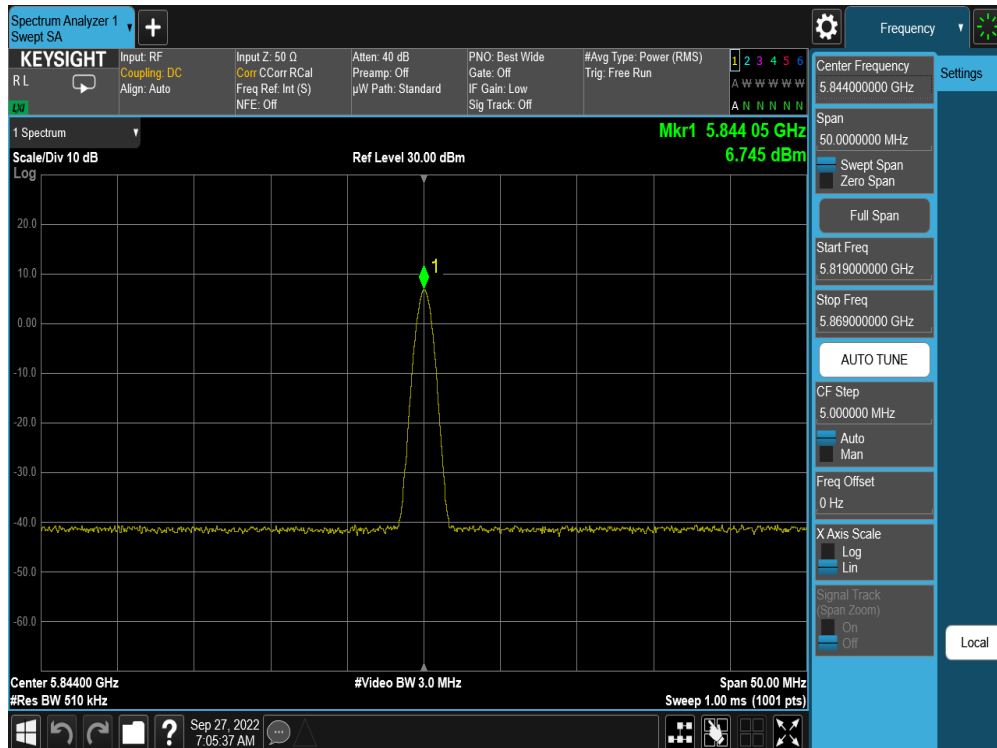 Spectrum Analyzer 1
Swept SA
+
Frequency
KEYSIGHT
R L
LXI
Input: RF
Coupling: DC
Align: Auto
Input Z: 50 Ω
Corr CCorr RCal
Freq Ref: Int (S)
NFE: Off
Atten: 40 dB
Preamp: Off
µW Path: Standard
PNO: Best Wide
Gate: Off
IF Gain: Low
Sig Track: Off
#Avg Type: Power (RMS)
Trig: Free Run
1 2 3 4 5 6
A W W W W W
A N N N N N
1 Spectrum
Scale/Div 10 dB
Log
Ref Level 30.00 dBm
Mkr1 5.844 05 GHz
6.745 dBm
1
20.0
10.0
0.00
-10.0
-20.0
-30.0
-40.0
-50.0
-60.0
Center 5.84400 GHz
#Res BW 510 kHz
#Video BW 3.0 MHz
Span 50.00 MHz
Sweep 1.00 ms (1001 pts)
?
Sep 27, 2022
7:05:37 AM
Center Frequency
5.844000000 GHz
Span
50.0000000 MHz
Swept Span
Zero Span
Full Span
Start Freq
5.819000000 GHz
Stop Freq
5.869000000 GHz
AUTO TUNE
CF Step
5.000000 MHz
Auto
Man
Freq Offset
0 Hz
X Axis Scale
Log
Lin
Signal Track
(Span Zoom)
On
Off
Settings
Local